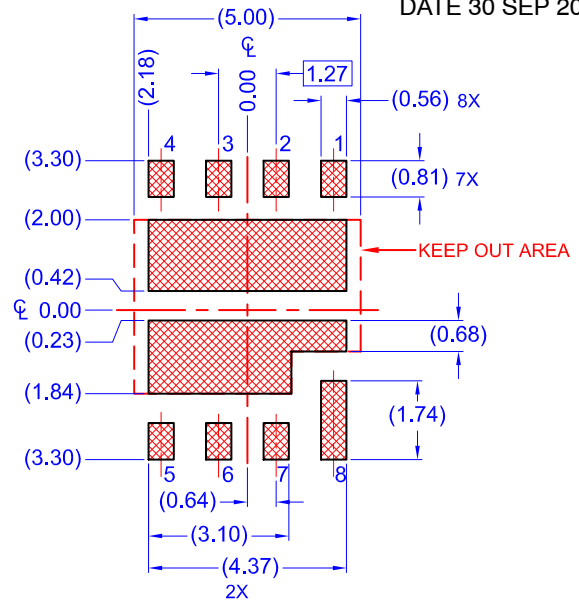 DATE 30 SEP 20
(5.00)
℄
(2.18)
0.00
1.27
(0.56) 8X
4 3 2 1
(3.30)
(0.81) 7X
(2.00)
KEEP OUT AREA
(0.42)
℄ 0.00
(0.23)
(0.68)
(1.84)
(1.74)
(3.30)
5 6 7 8
(0.64)
(3.10)
(4.37)
2X